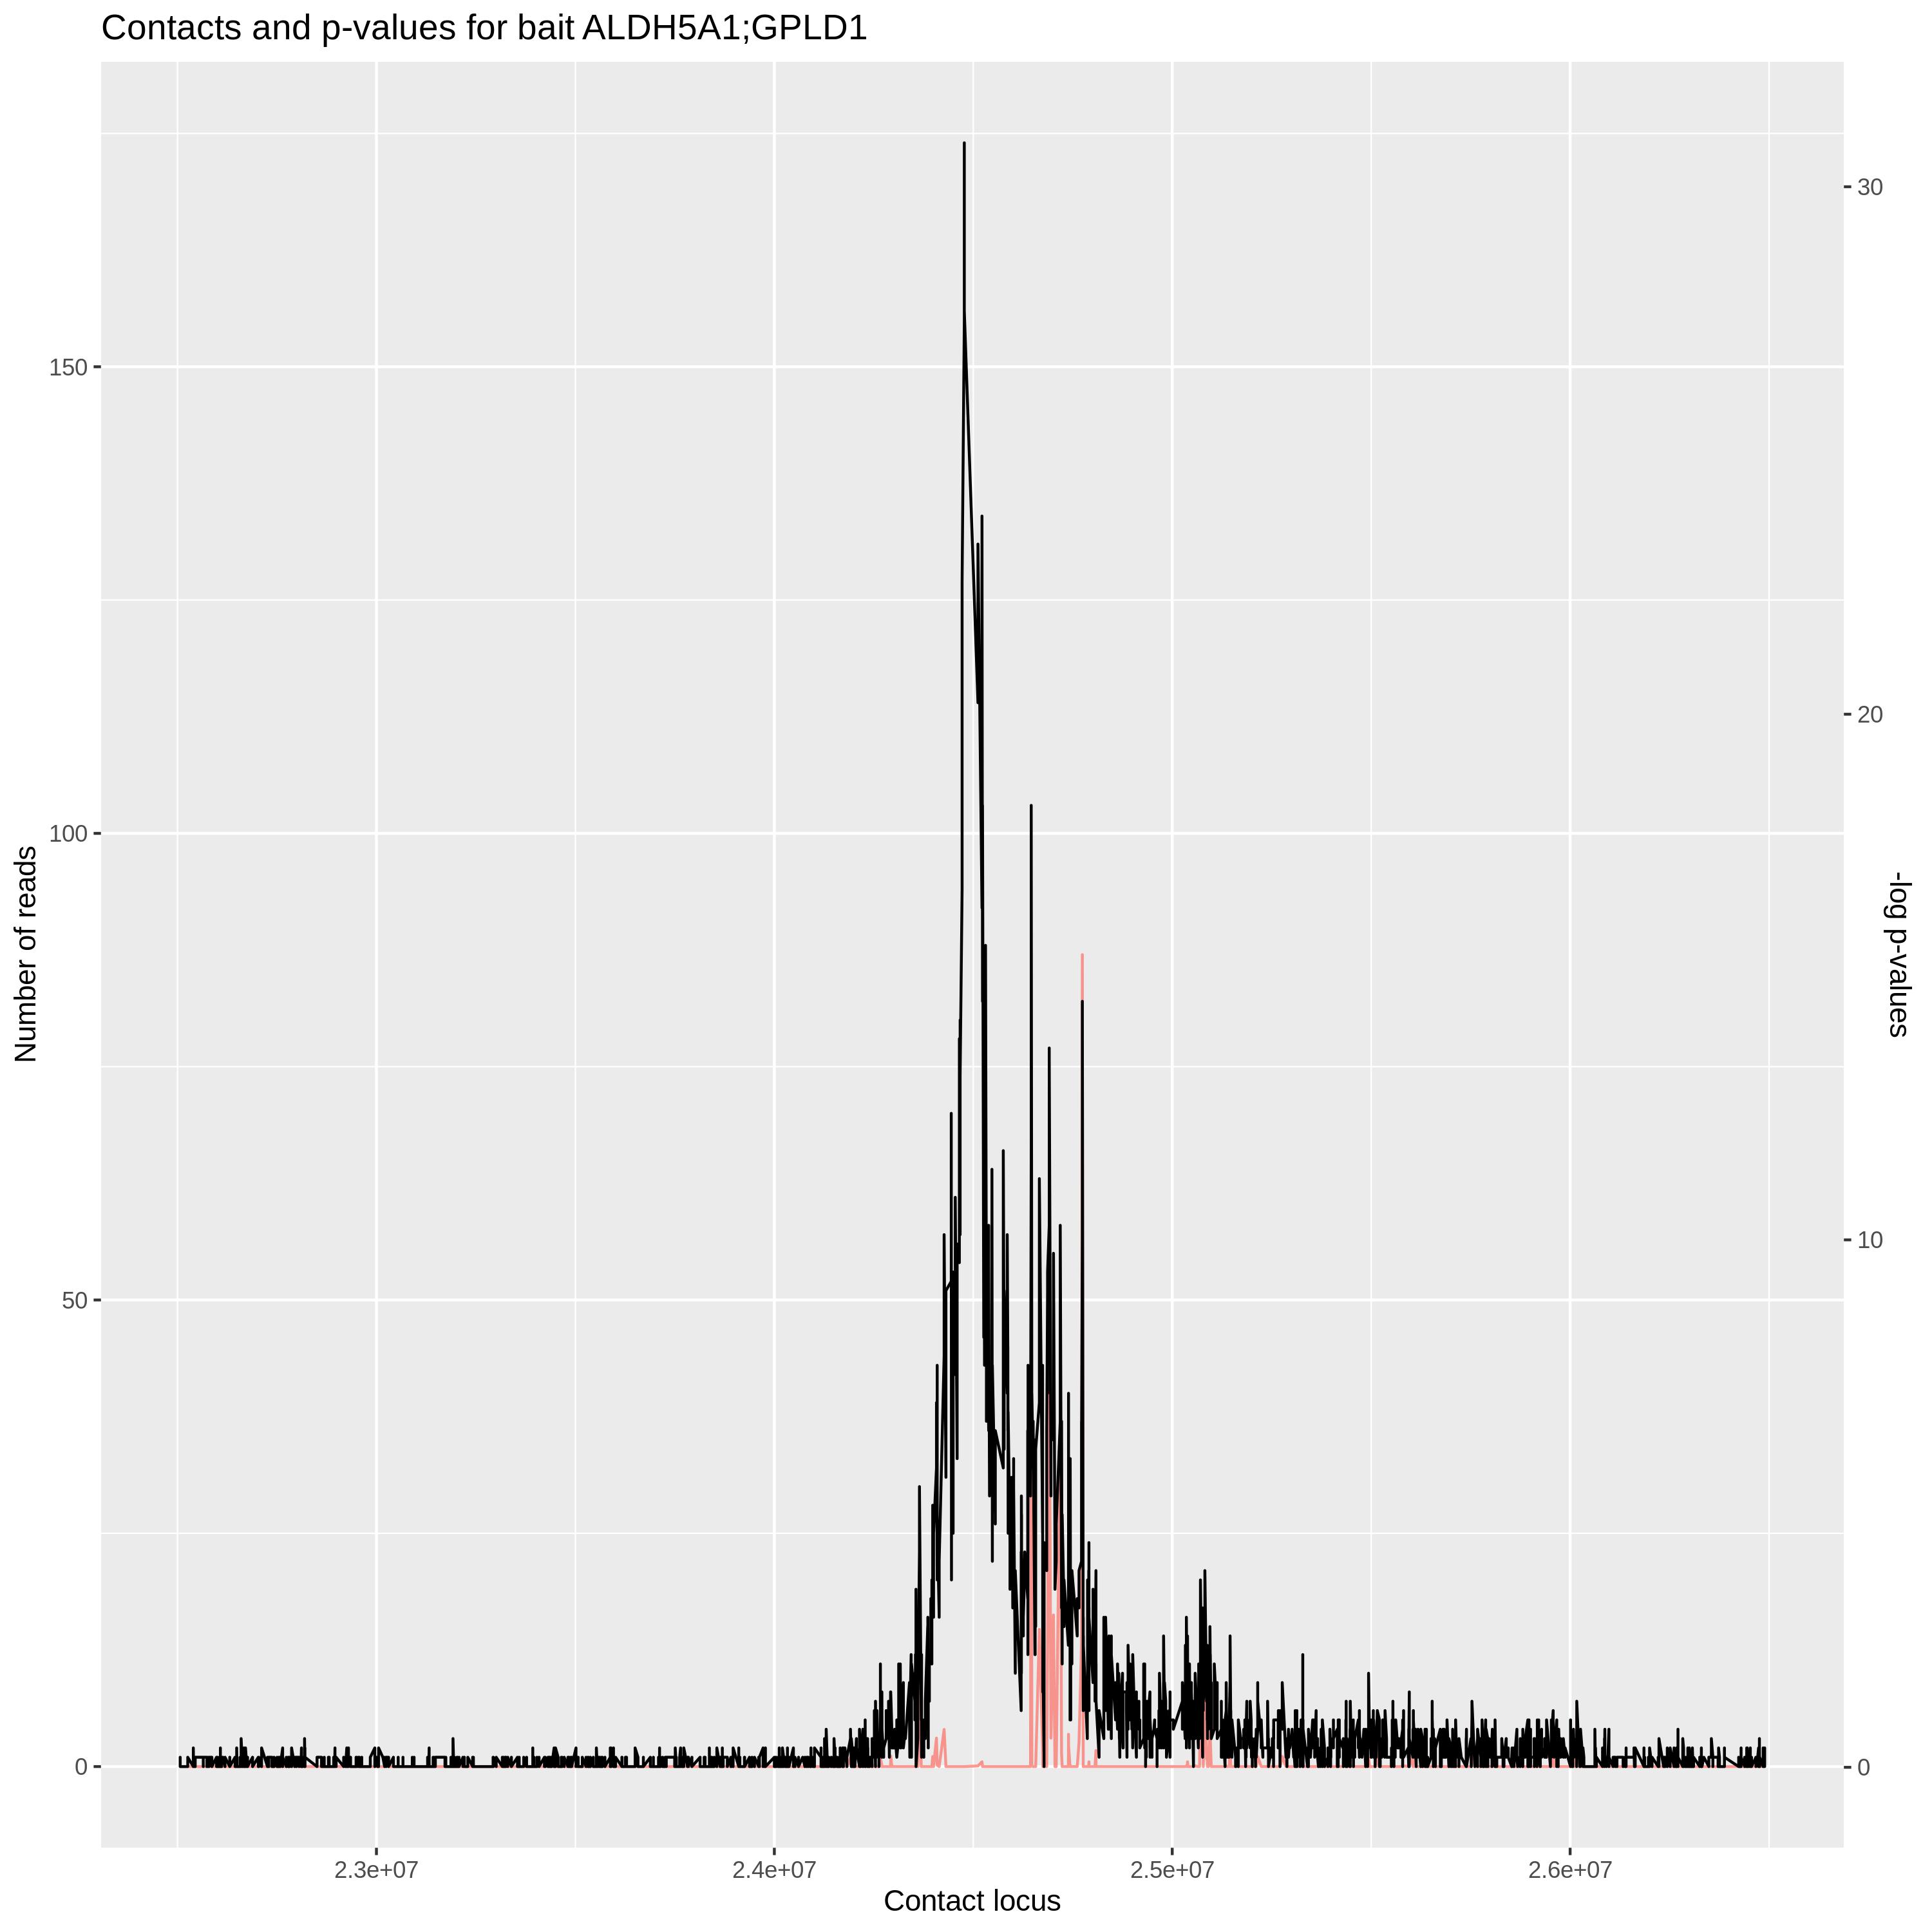 Contacts and p-values for bait ALDH5A1;GPLD1
150
100
50
0
Number of reads
30
20
10
0
-log p-values
2.3e+07
2.4e+07
2.5e+07
2.6e+07
Contact locus